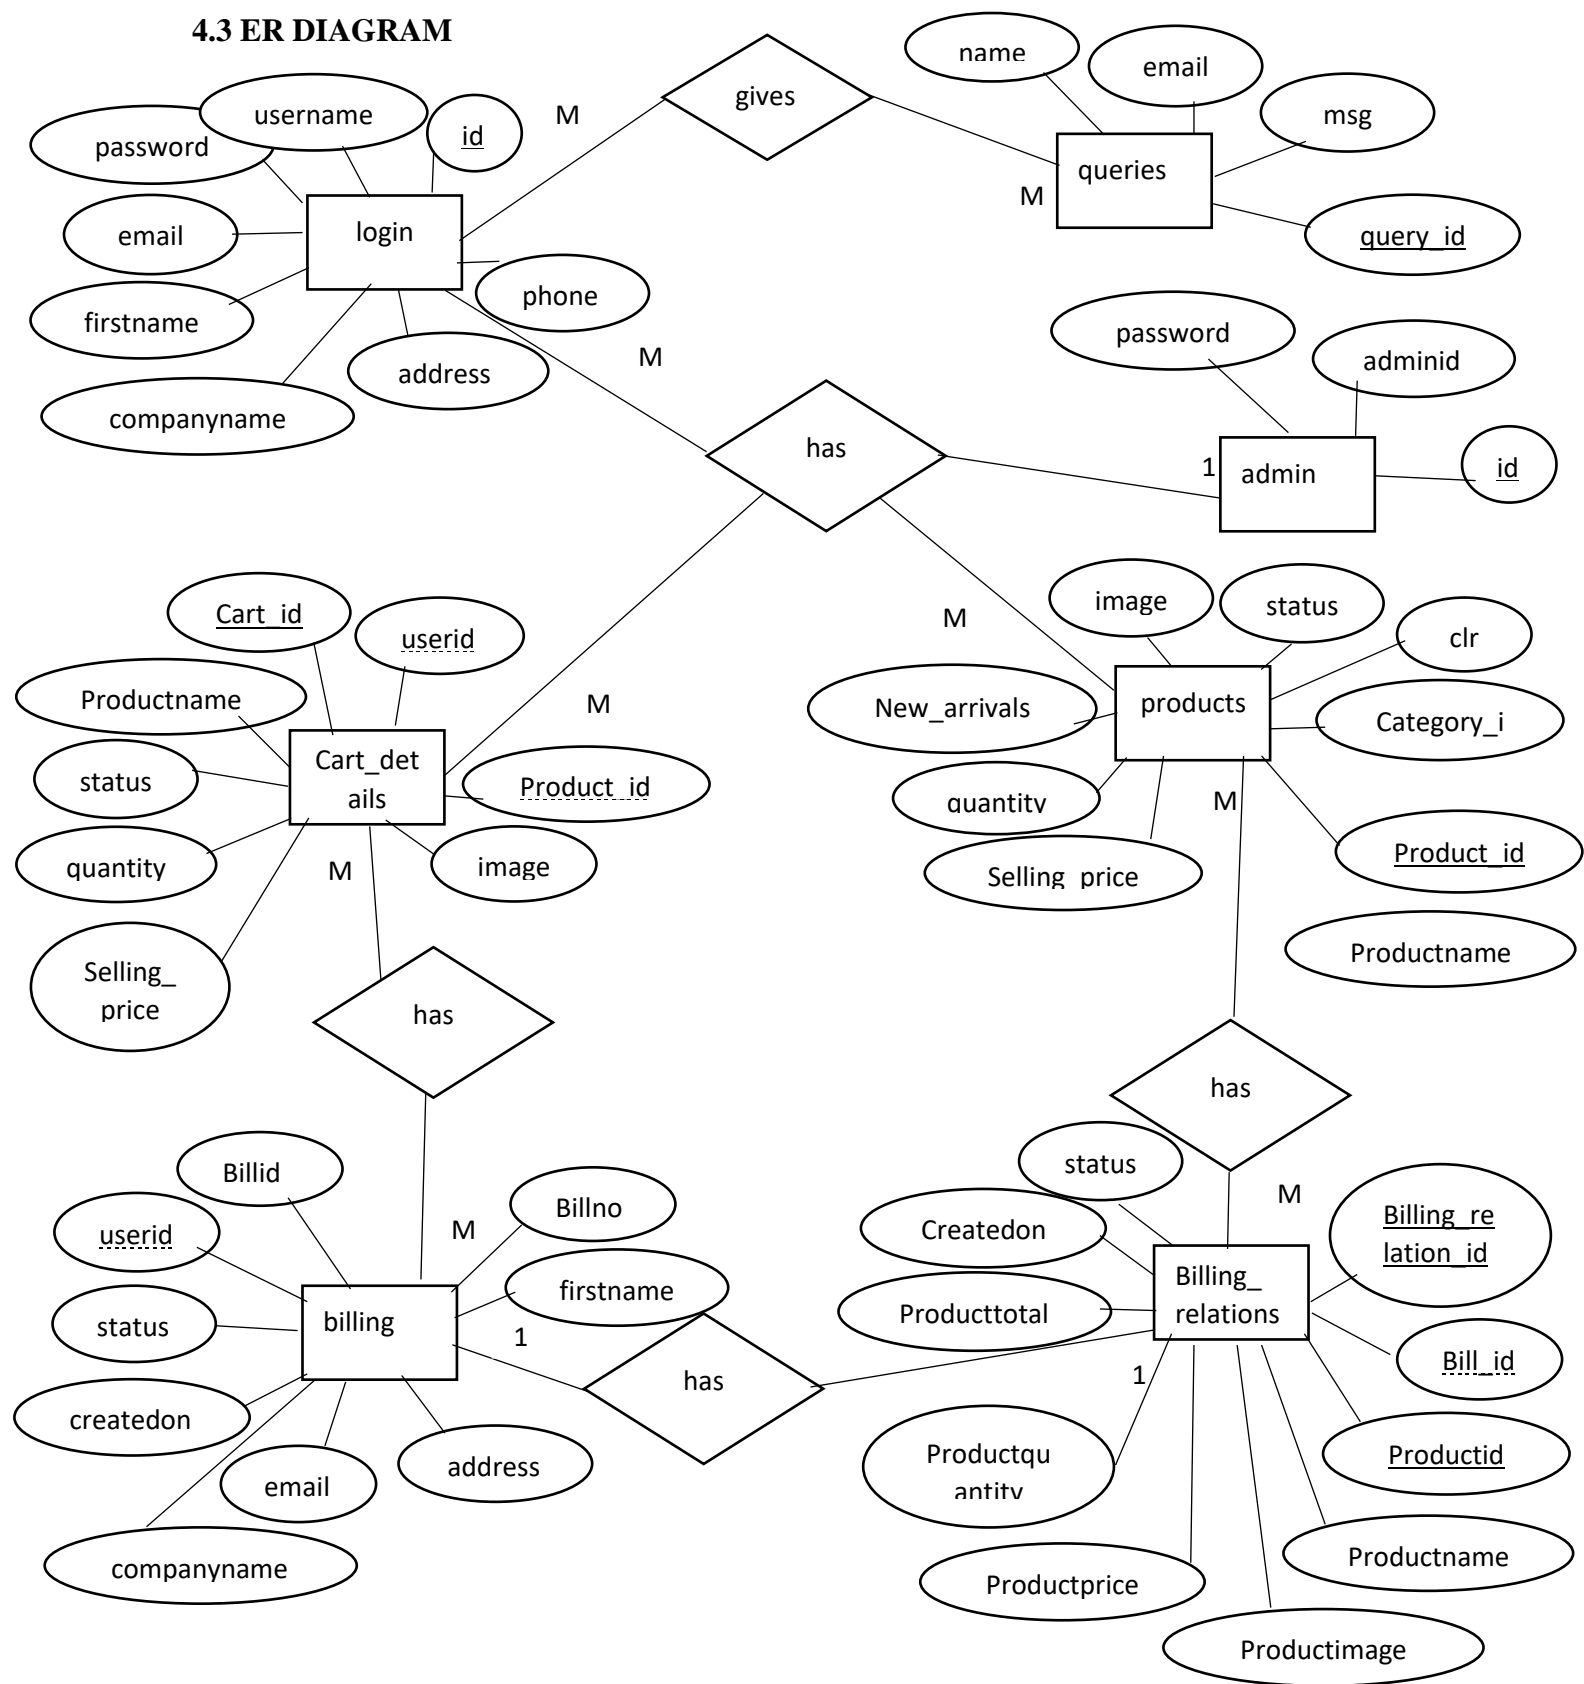 4.3 ER DIAGRAM
name
email
msg
gives
M
username
id
password
queries
M
login
email
query_id
phone
firstname
M
address
password
adminid
companyname
has
1
admin
id
Cart_id
userid
image
status
clr
M
Productname
M
New_arrivals
products
Category_i
Cart_det
ails
status
Product_id
quantity
M
quantity
M
image
Selling_price
Product_id
Productname
Selling_
price
has
has
Billid
status
Billno
M
userid
M
Createdon
Billing_re
lation_id
firstname
Billing_
relations
Producttotal
status
billing
1
has
1
Bill_id
createdon
email
address
Productqu
antity
Productid
companyname
Productprice
Productname
Productimage